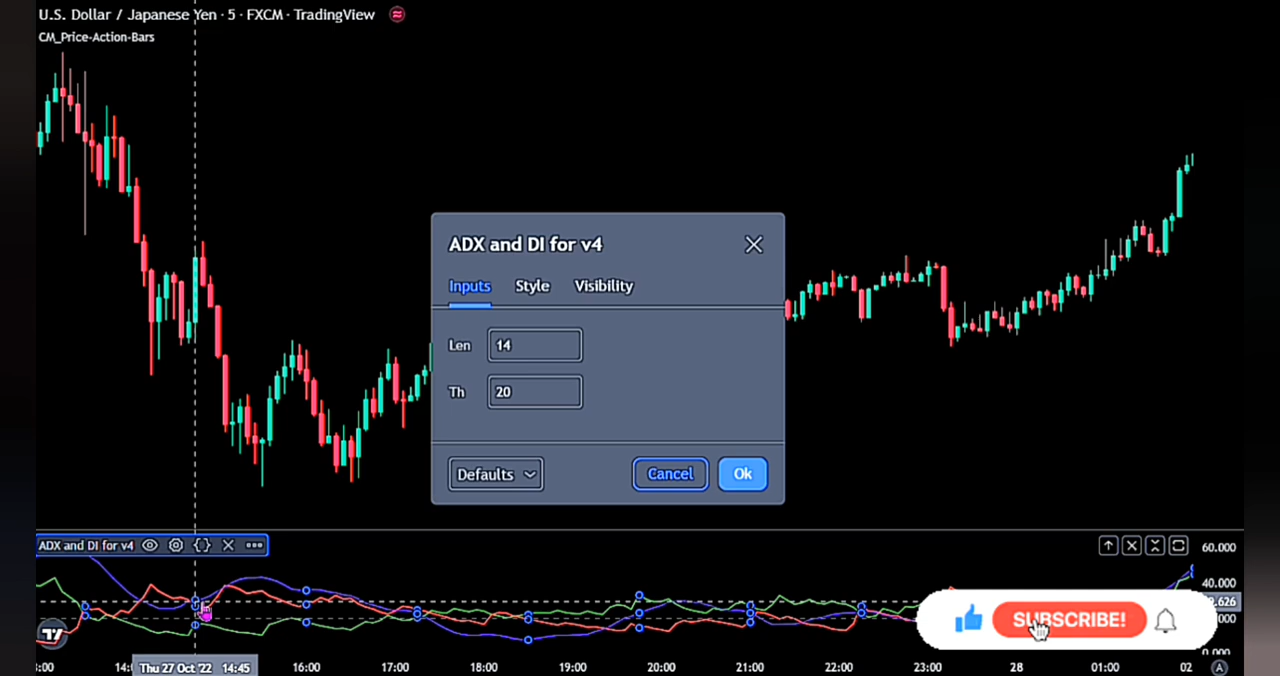 U.S. Dollar / Japanese Yen · 5 · FXCM · TradingView
CM_Price-Action-Bars
ADX and DI for v4
Inputs Style Visibility
Len 14
Th 20
Defaults Cancel Ok
ADX and DI for v4
60.000
40.000
SUBSCRIBE!
0.000
Thu 27 Oct '22 14:45 16:00 17:00 18:00 19:00 20:00 21:00 22:00 23:00 28 01:00 02 A